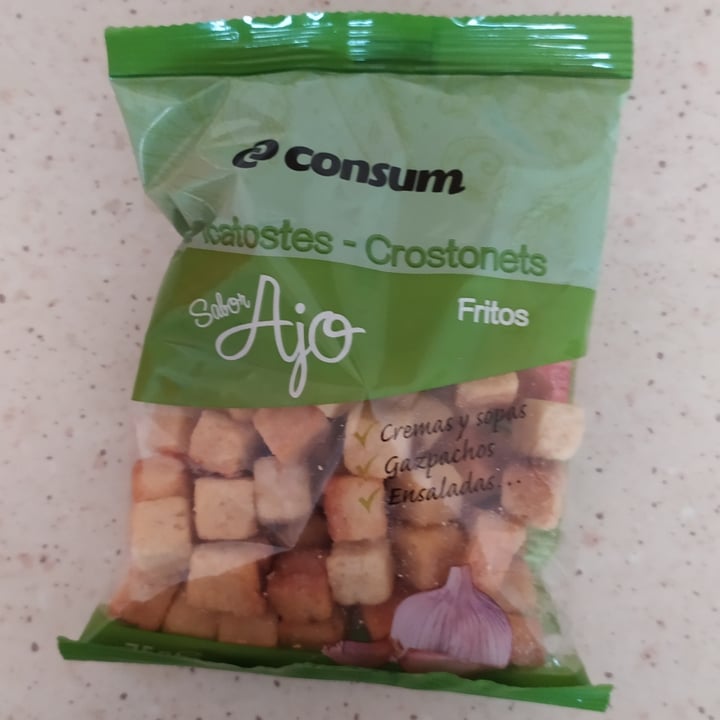 consum
Picatostes - Crostonets
Sabor Ajo
Fritos
Cremas y sopas
Gazpachos
Ensaladas...